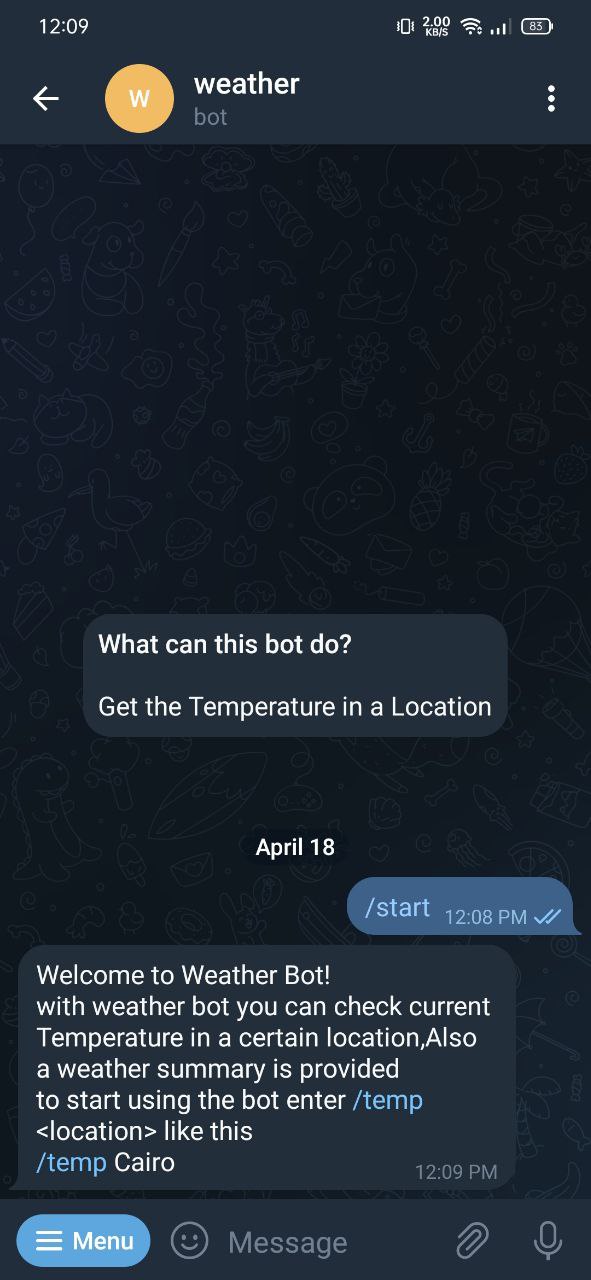 12:09
2.00
KB/S
83
W
weather
bot
What can this bot do?
Get the Temperature in a Location
April 18
/start 12:08 PM
Welcome to Weather Bot!
with weather bot you can check current
Temperature in a certain location,Also
a weather summary is provided
to start using the bot enter /temp
<location> like this
/temp Cairo
12:09 PM
Menu
Message